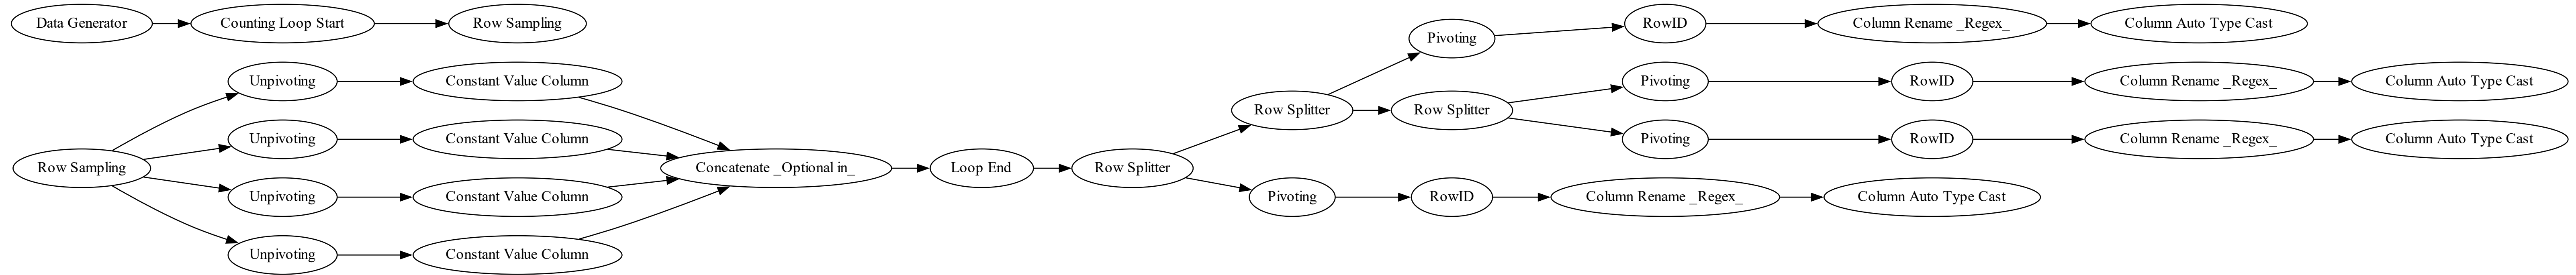 Data Generator
Counting Loop Start
Row Sampling
Row Sampling
Unpivoting
Constant Value Column
Unpivoting
Constant Value Column
Unpivoting
Constant Value Column
Unpivoting
Constant Value Column
Concatenate _Optional in_
Loop End
Row Splitter
Row Splitter
Pivoting
RowID
Column Rename _Regex_
Column Auto Type Cast
Row Splitter
Pivoting
RowID
Column Rename _Regex_
Column Auto Type Cast
Pivoting
RowID
Column Rename _Regex_
Column Auto Type Cast
Pivoting
RowID
Column Rename _Regex_
Column Auto Type Cast